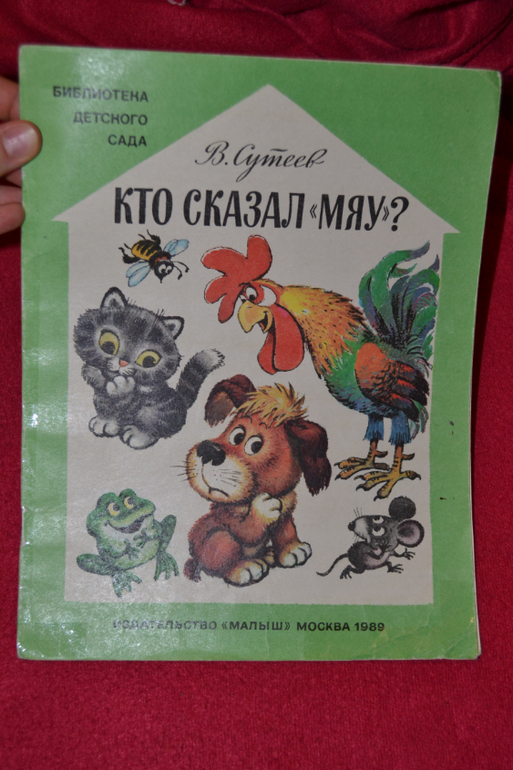 БИБЛИОТЕКА
ДЕТСКОГО
САДА
В. Сутеев
КТО СКАЗАЛ «МЯУ»?
ИЗДАТЕЛЬСТВО «МАЛЫШ» МОСКВА 1989